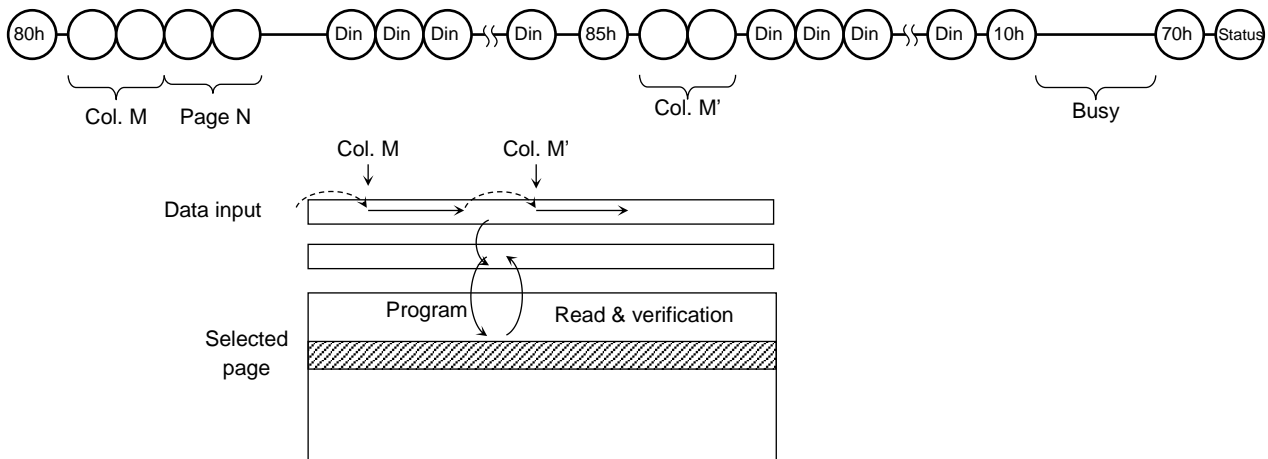 80h Din Din Din Din 85h Din Din Din Din 10h 70h Status
Col. M Page N Col. M’ Busy
Col. M Col. M’
Data input
Program Read & verification
Selected
page